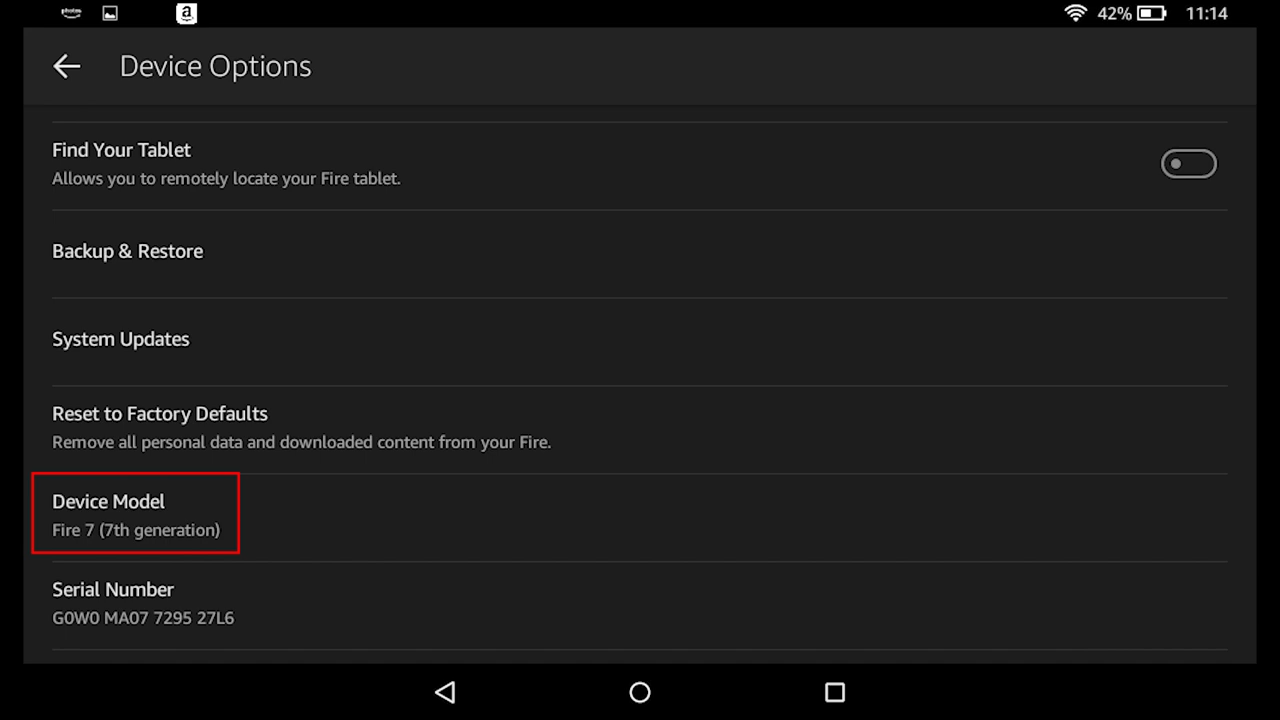 photos
a
42%
11:14
Device Options
Find Your Tablet
Allows you to remotely locate your Fire tablet.
Backup & Restore
System Updates
Reset to Factory Defaults
Remove all personal data and downloaded content from your Fire.
Device Model
Fire 7 (7th generation)
Serial Number
G0W0 MA07 7295 27L6